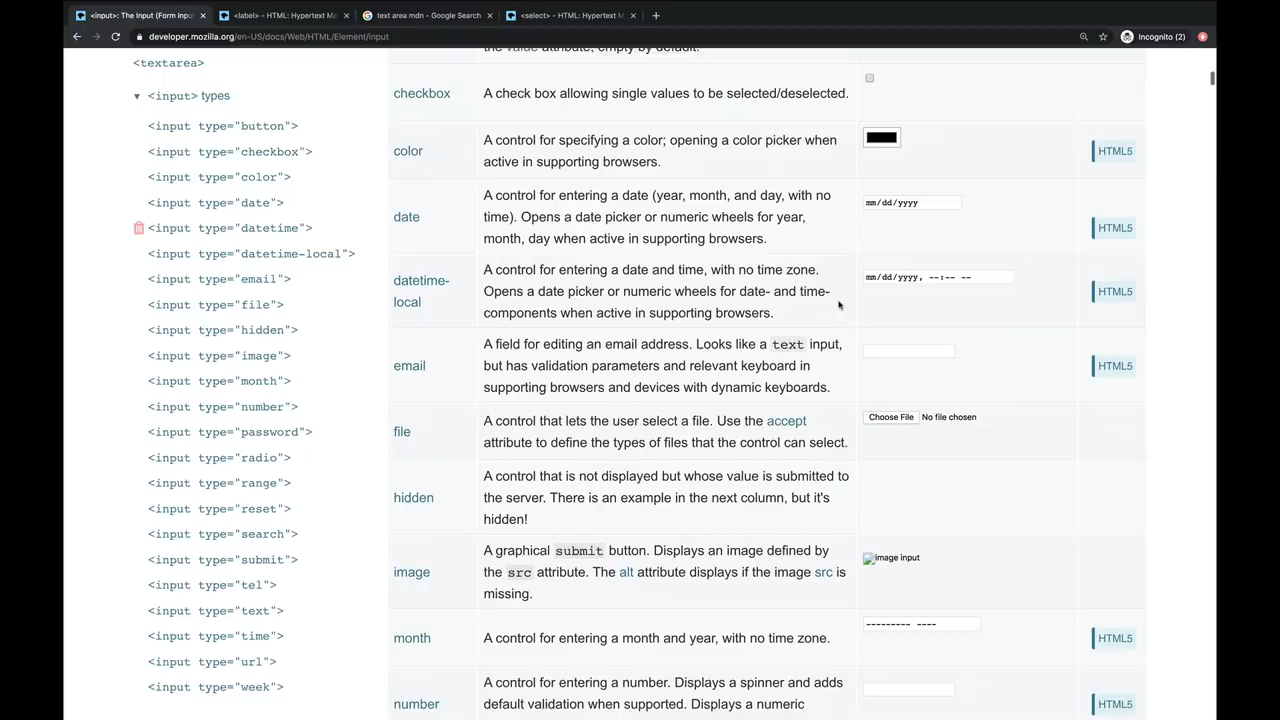 <input>: The Input (Form Inpu
<label> - HTML: Hypertext Ma
text area mdn - Google Search
<select> - HTML: Hypertext M
developer.mozilla.org/en-US/docs/Web/HTML/Element/input
Incognito (2)
<textarea>
<input> types
<input type="button">
<input type="checkbox">
<input type="color">
<input type="date">
<input type="datetime">
<input type="datetime-local">
<input type="email">
<input type="file">
<input type="hidden">
<input type="image">
<input type="month">
<input type="number">
<input type="password">
<input type="radio">
<input type="range">
<input type="reset">
<input type="search">
<input type="submit">
<input type="tel">
<input type="text">
<input type="time">
<input type="url">
<input type="week">
the value attribute, empty by default.
checkbox
A check box allowing single values to be selected/deselected.
color
A control for specifying a color; opening a color picker when
active in supporting browsers.
HTML5
date
A control for entering a date (year, month, and day, with no
time). Opens a date picker or numeric wheels for year,
month, day when active in supporting browsers.
mm/dd/yyyy
HTML5
datetime-
local
A control for entering a date and time, with no time zone.
Opens a date picker or numeric wheels for date- and time-
components when active in supporting browsers.
mm/dd/yyyy, --:-- --
HTML5
email
A field for editing an email address. Looks like a text input,
but has validation parameters and relevant keyboard in
supporting browsers and devices with dynamic keyboards.
HTML5
file
A control that lets the user select a file. Use the accept
attribute to define the types of files that the control can select.
Choose File No file chosen
hidden
A control that is not displayed but whose value is submitted to
the server. There is an example in the next column, but it's
hidden!
image
A graphical submit button. Displays an image defined by
the src attribute. The alt attribute displays if the image src is
missing.
image input
month
A control for entering a month and year, with no time zone.
--------- ----
HTML5
number
A control for entering a number. Displays a spinner and adds
default validation when supported. Displays a numeric
HTML5